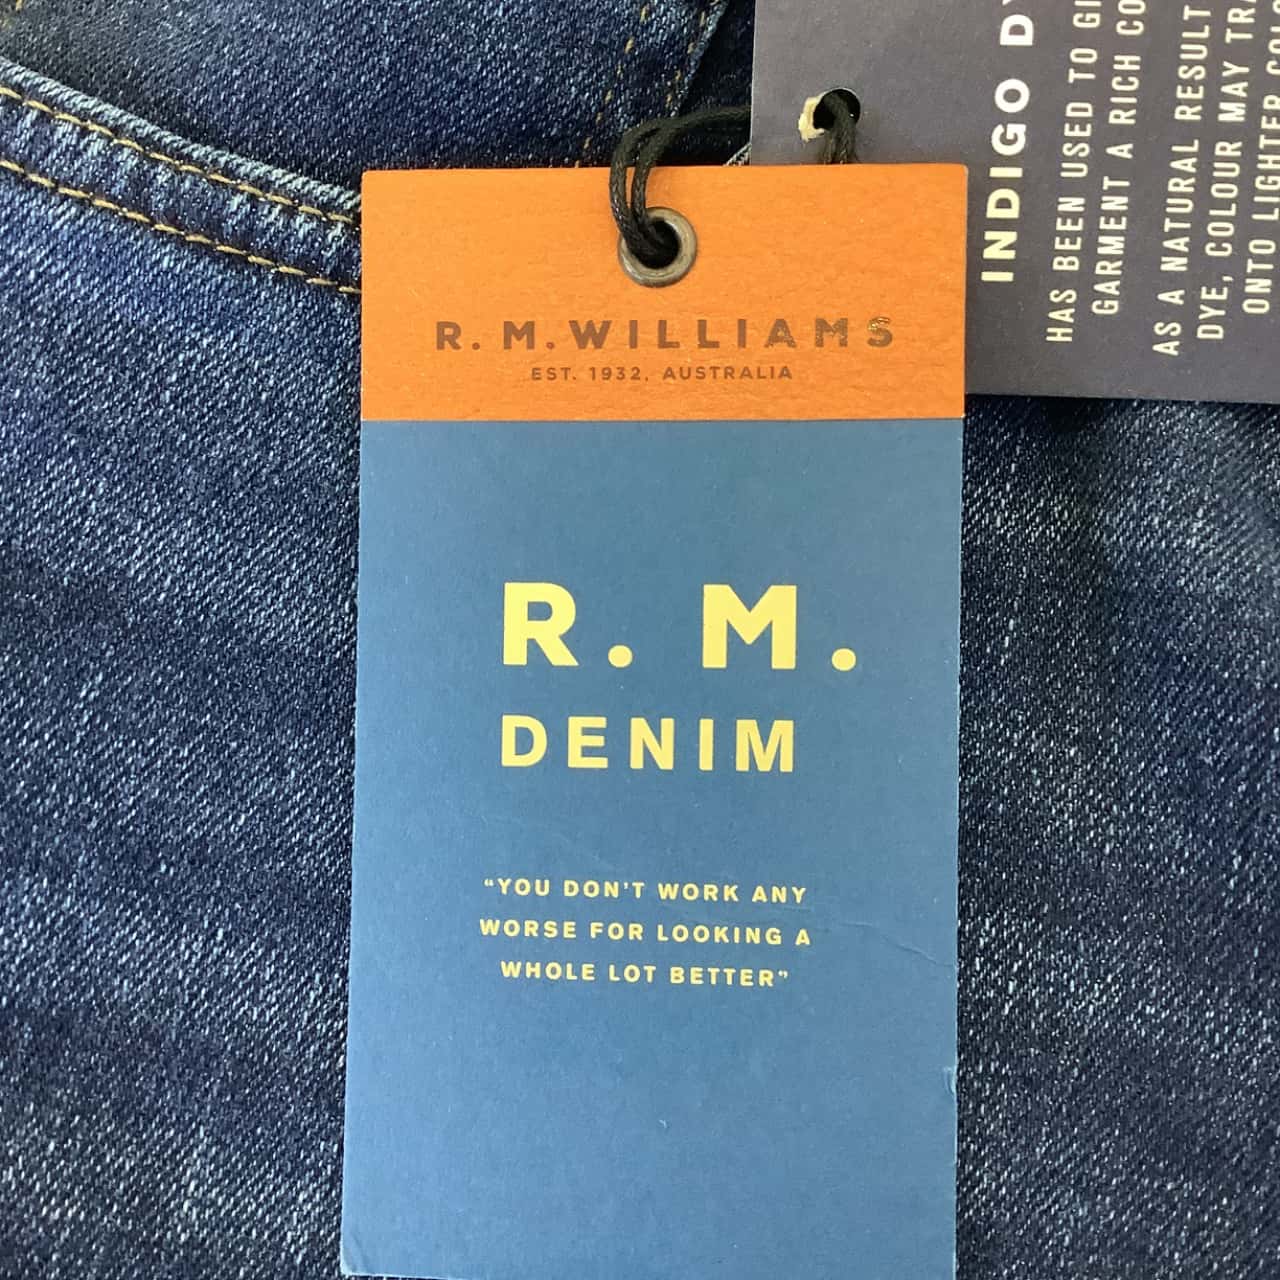 R. M. WILLIAMS
EST. 1932, AUSTRALIA
R. M.
DENIM
“YOU DON’T WORK ANY
WORSE FOR LOOKING A
WHOLE LOT BETTER”
INDIGO
HAS BEEN USED TO
GARMENT A RICH
AS A NATURAL RESULT
DYE, COLOUR MAY
ONTO LIGHTER